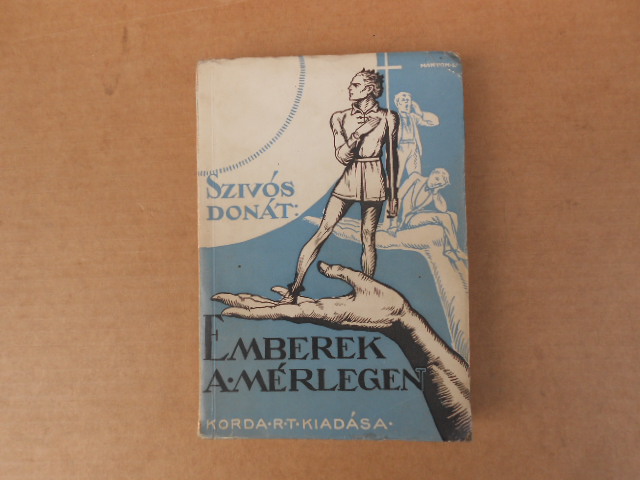 SZIVÓS
DONÁT:
EMBEREK
A·MÉRLEGEN
KORDA·R·T·KIADÁSA·